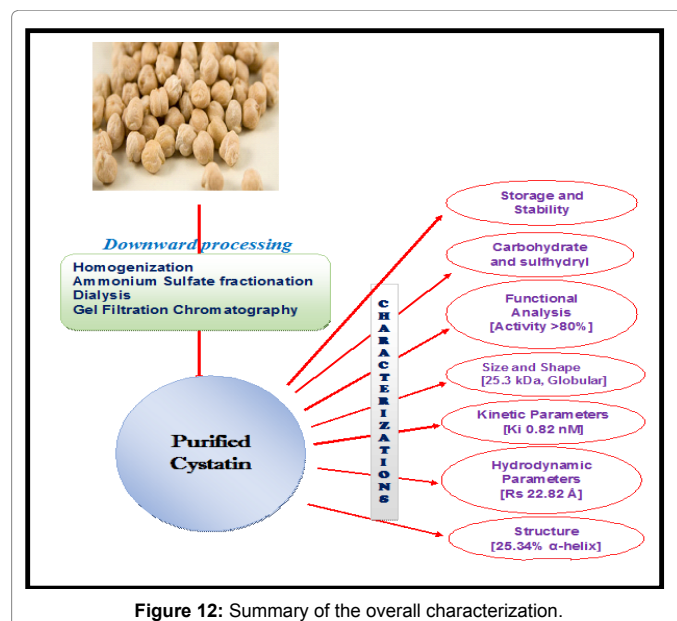 Downward processing
Homogenization
Ammonium Sulfate fractionation
Dialysis
Gel Filtration Chromatography
Purified
Cystatin
CHARACTERIZATIONS
Storage and
Stability
Carbohydrate
and sulfhydryl
Functional
Analysis
[Activity >80%]
Size and Shape
[25.3 kDa, Globular]
Kinetic Parameters
[Ki 0.82 nM]
Hydrodynamic
Parameters
[Rs 22.82 Å]
Structure
[25.34% α-helix]
Figure 12: Summary of the overall characterization.